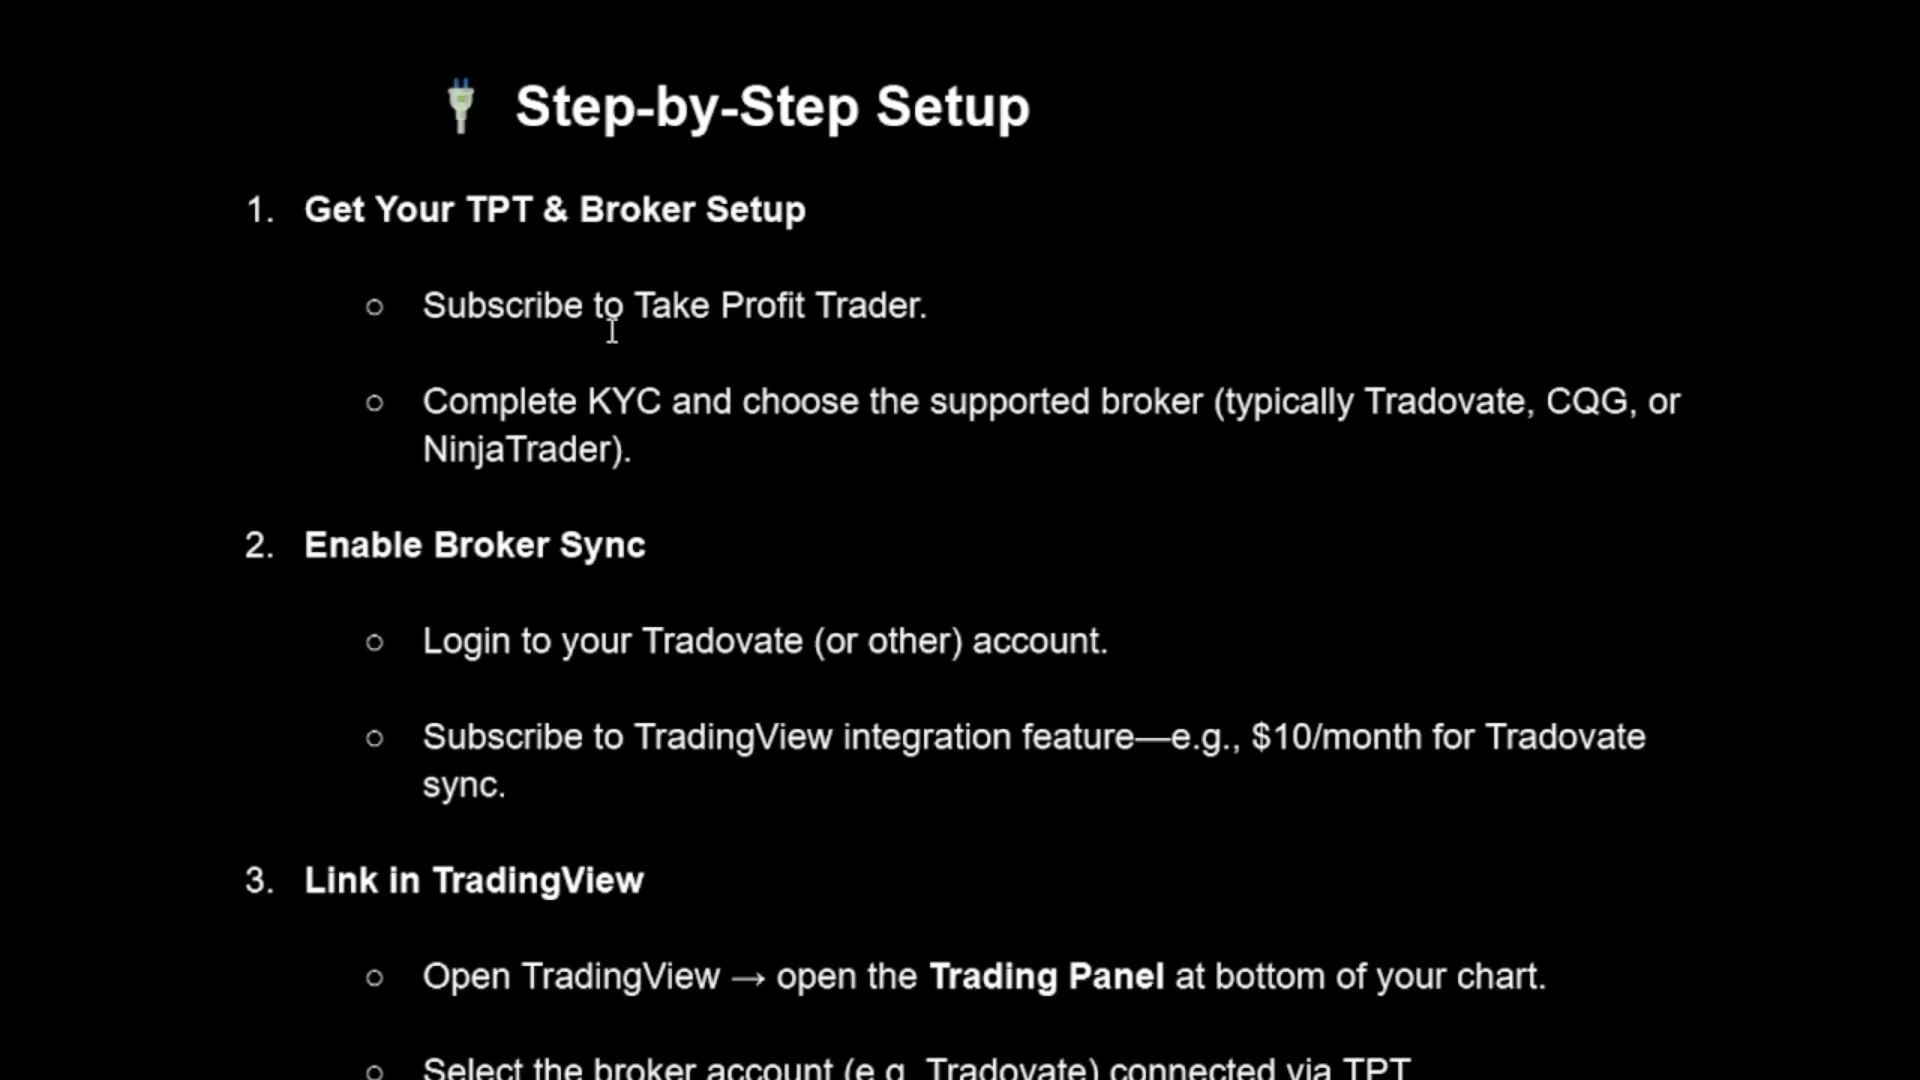 Step-by-Step Setup
1. Get Your TPT & Broker Setup
○ Subscribe to Take Profit Trader.
○ Complete KYC and choose the supported broker (typically Tradovate, CQG, or
NinjaTrader).
2. Enable Broker Sync
○ Login to your Tradovate (or other) account.
○ Subscribe to TradingView integration feature—e.g., $10/month for Tradovate
sync.
3. Link in TradingView
○ Open TradingView → open the Trading Panel at bottom of your chart.
○ Select the broker account (e.g. Tradovate) connected via TPT